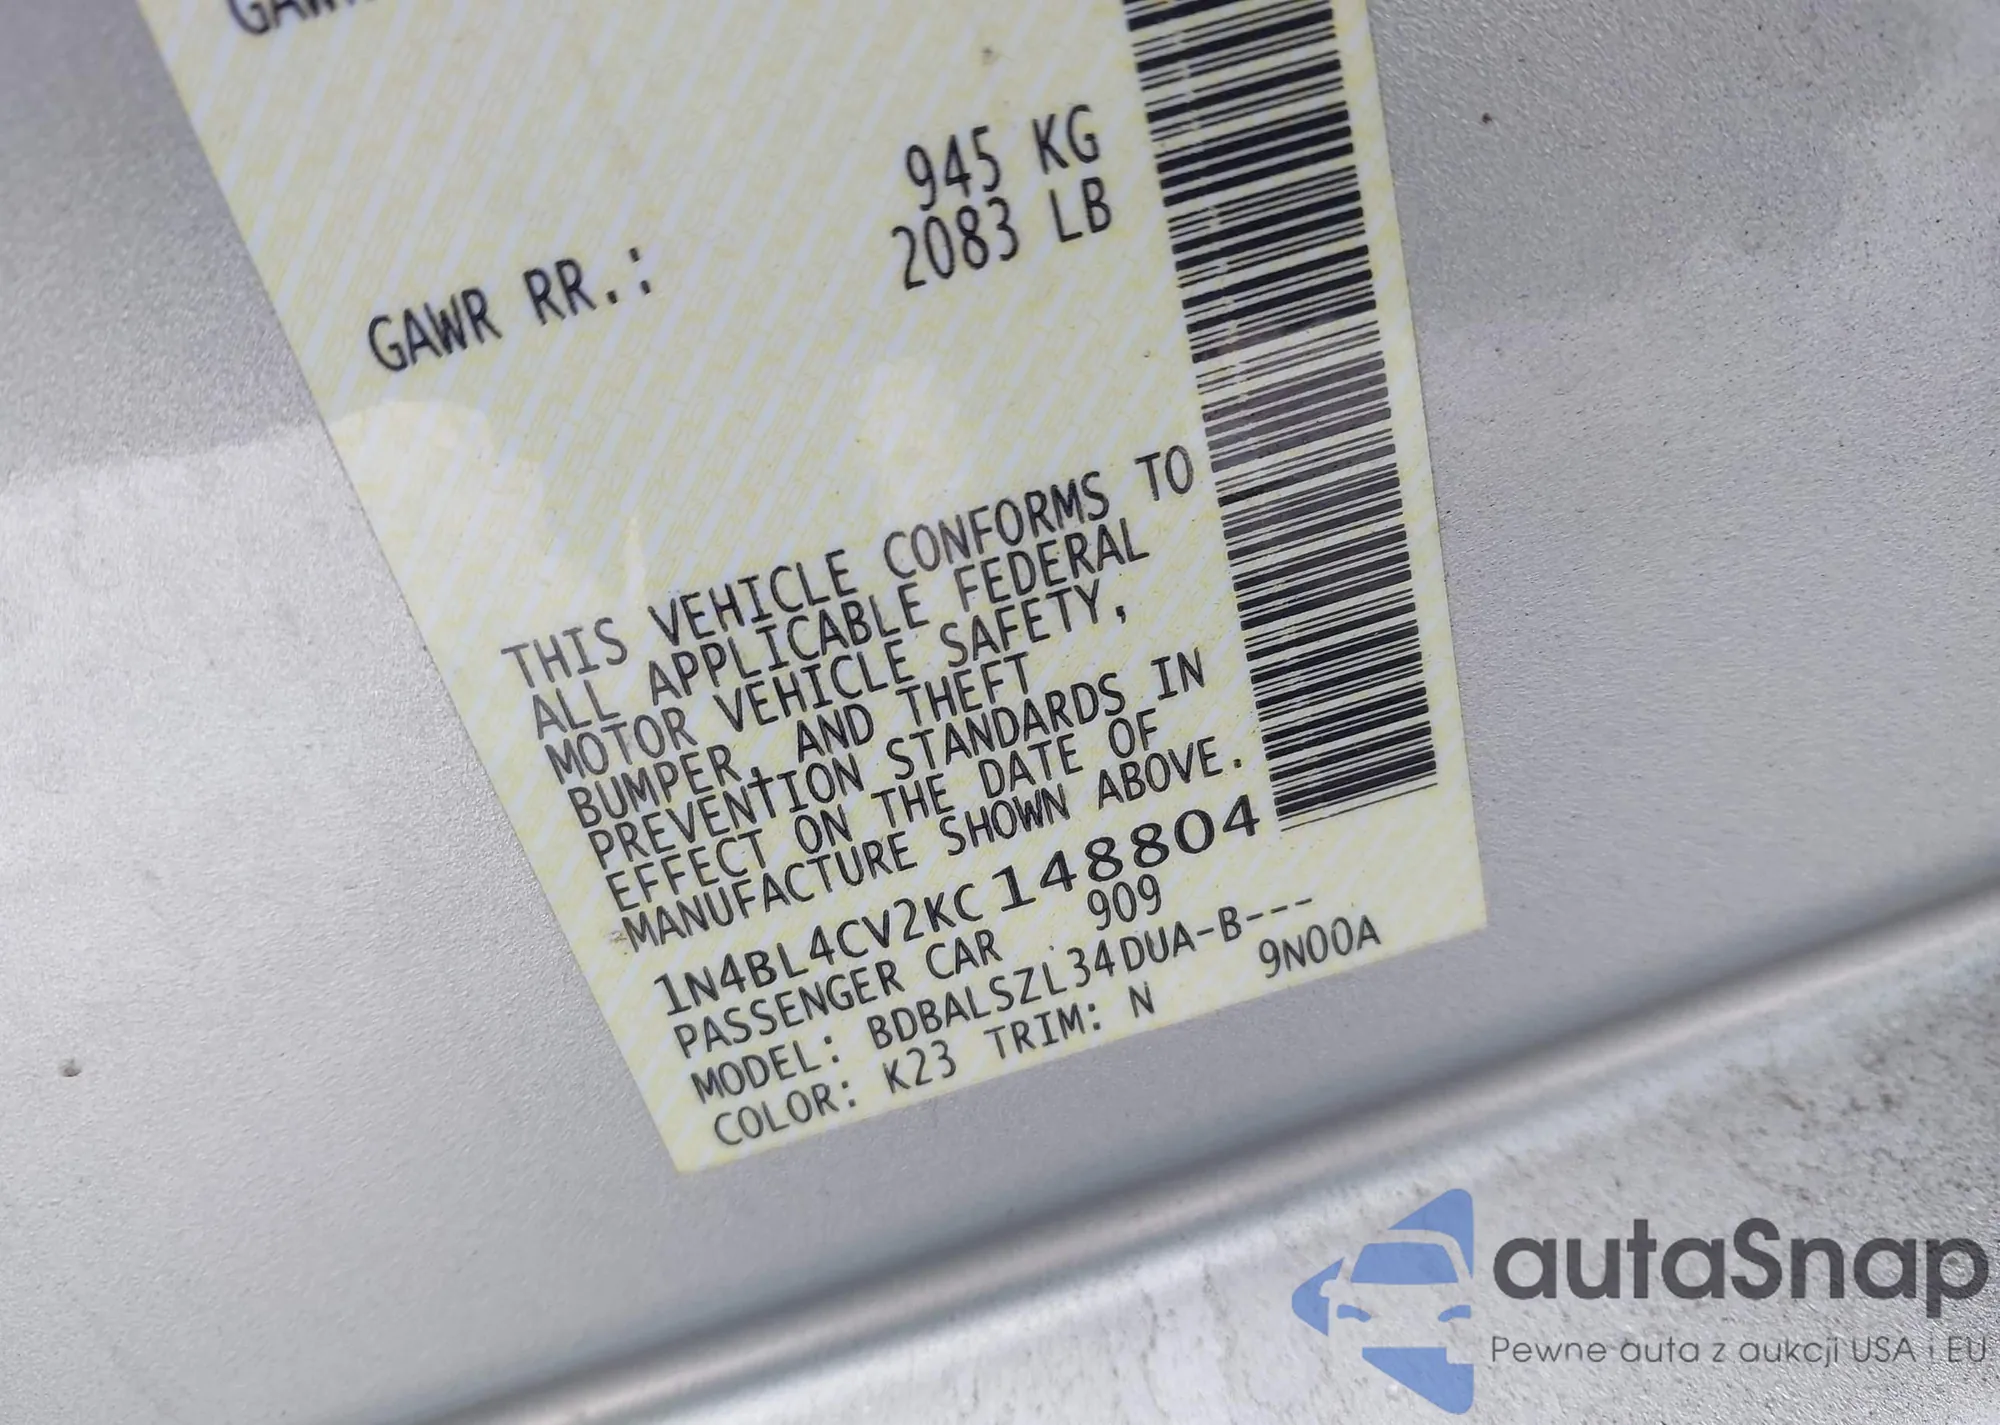 945 KG
GAWR RR.: 2083 LB
THIS VEHICLE CONFORMS TO
ALL APPLICABLE FEDERAL
MOTOR VEHICLE SAFETY,
BUMPER, AND THEFT
PREVENTION STANDARDS IN
EFFECT ON THE DATE OF
MANUFACTURE SHOWN ABOVE.
1N4BL4CV2KC148804
PASSENGER CAR 909
MODEL: BDBALSZL34DUA-B---
COLOR: K23 TRIM: N 9N00A
autaSnap
Pewne auta z aukcji USA i EU